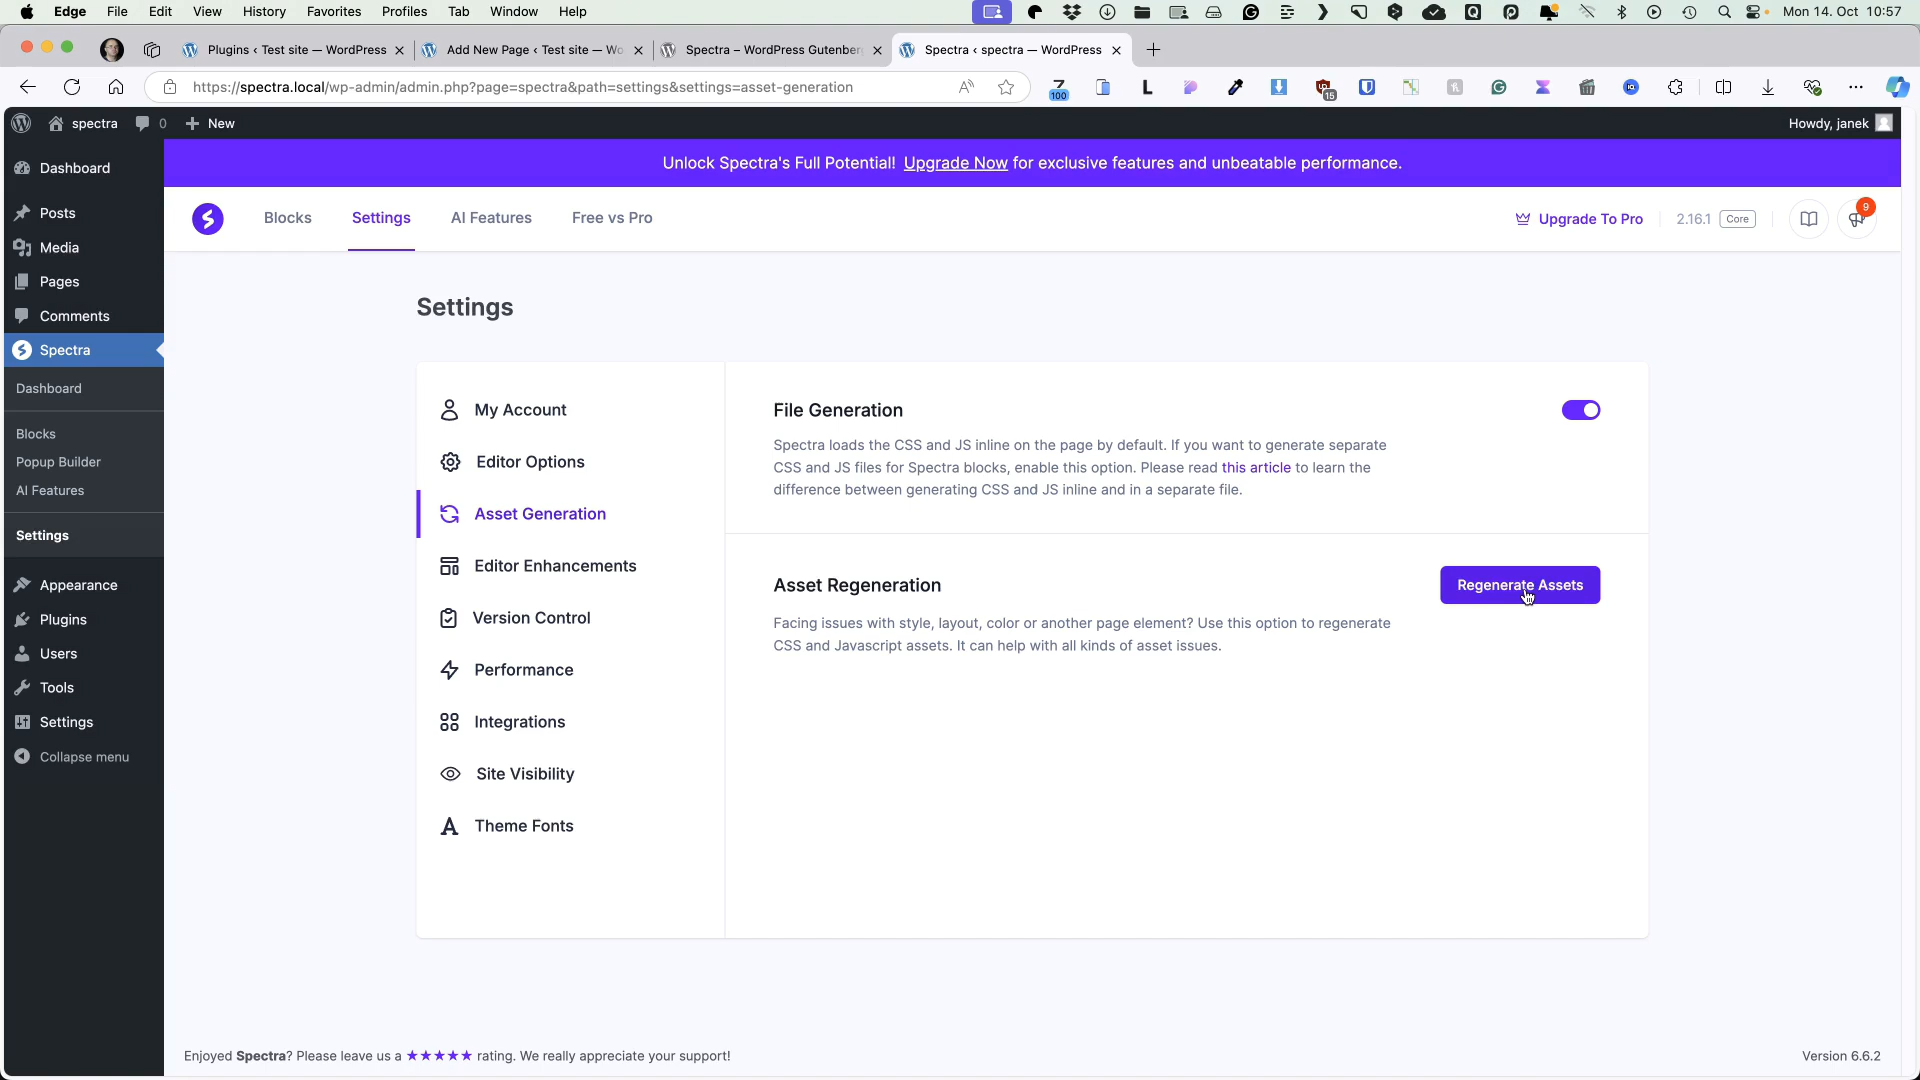 Edge File Edit View History Favorites Profiles Tab Window Help
Mon 14. Oct 10:57
Plugins ‹ Test site — WordPress
Add New Page ‹ Test site — Wo
Spectra – WordPress Gutenber
Spectra ‹ spectra — WordPress
https://spectra.local/wp-admin/admin.php?page=spectra&path=settings&settings=asset-generation
100
15
spectra
0
New
Howdy, janek
Unlock Spectra's Full Potential! Upgrade Now for exclusive features and unbeatable performance.
Dashboard
Posts
Media
Pages
Comments
Spectra
Dashboard
Blocks
Popup Builder
AI Features
Settings
Appearance
Plugins
Users
Tools
Settings
Collapse menu
Blocks
Settings
AI Features
Free vs Pro
Upgrade To Pro
2.16.1
Core
9
Settings
My Account
Editor Options
Asset Generation
Editor Enhancements
Version Control
Performance
Integrations
Site Visibility
Theme Fonts
File Generation
Spectra loads the CSS and JS inline on the page by default. If you want to generate separate
CSS and JS files for Spectra blocks, enable this option. Please read this article to learn the
difference between generating CSS and JS inline and in a separate file.
Asset Regeneration
Regenerate Assets
Facing issues with style, layout, color or another page element? Use this option to regenerate
CSS and Javascript assets. It can help with all kinds of asset issues.
Enjoyed Spectra? Please leave us a ★★★★★ rating. We really appreciate your support!
Version 6.6.2